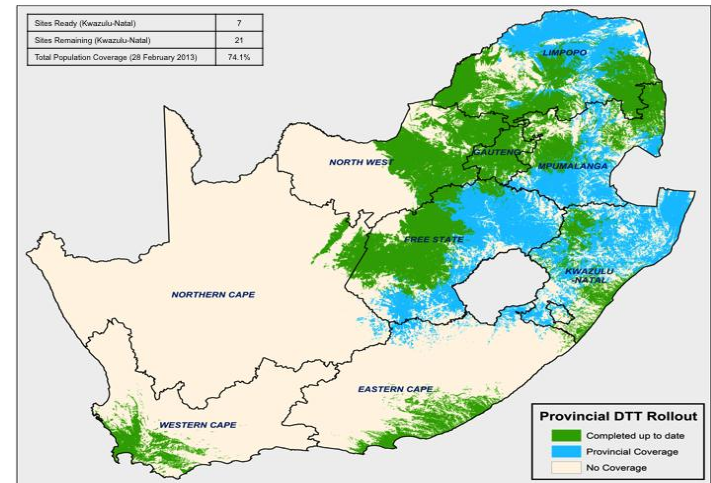 Sites Ready (Kwazulu-Natal) 7
Sites Remaining (Kwazulu-Natal) 21
Total Population Coverage (28 February 2013) 74.1%
LIMPOPO
NORTH WEST
GAUTENG
MPUMALANGA
FREE STATE
KWAZULU
-NATAL
NORTHERN CAPE
EASTERN CAPE
WESTERN CAPE
Provincial DTT Rollout
Completed up to date
Provincial Coverage
No Coverage